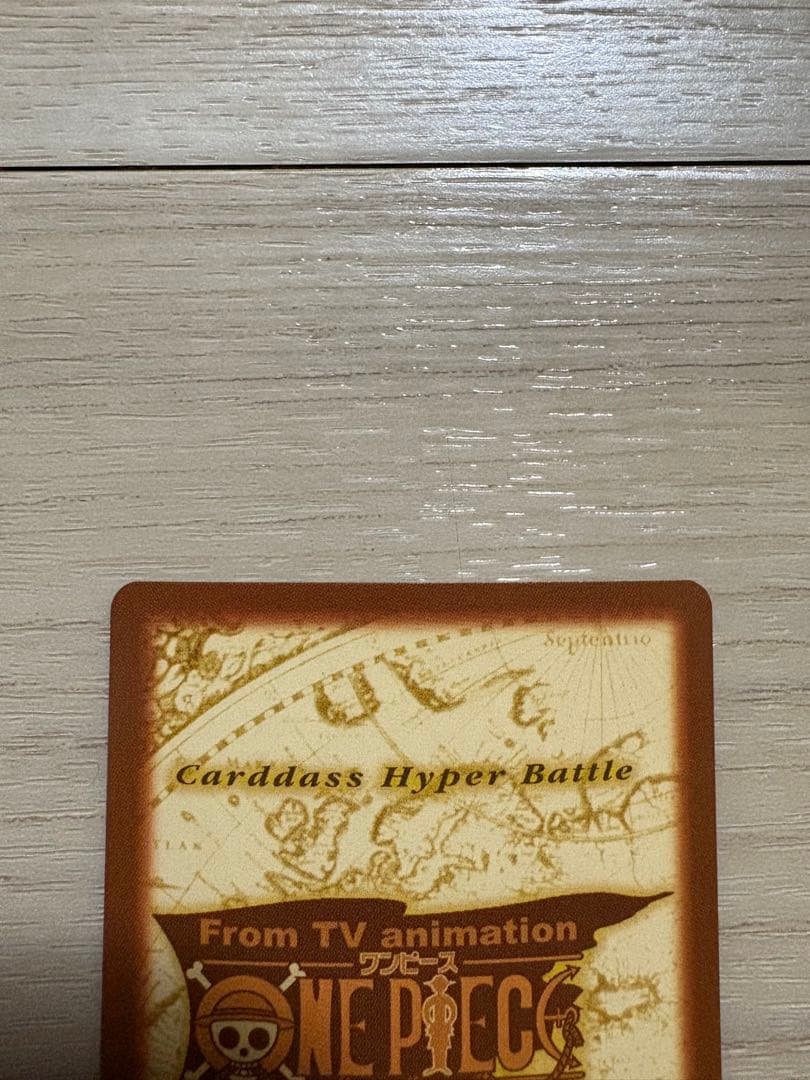 Septentrio
Carddass Hyper Battle
From TV animation
ワンピース
ONE PIECE